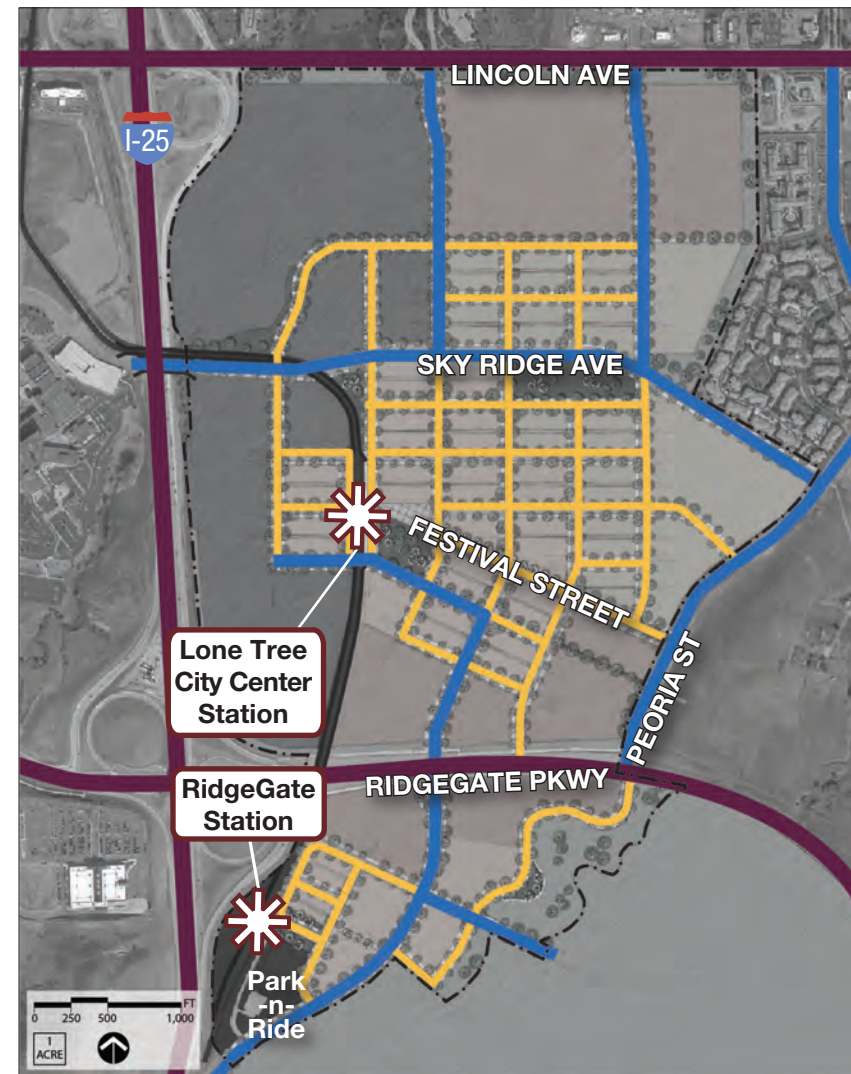 LINCOLN AVE
I-25
SKY RIDGE AVE
FESTIVAL STREET
Lone Tree
City Center
Station
PEORIA ST
RIDGEGATE PKWY
RidgeGate
Station
Park
-n-
Ride
FT
0 250 500 1,000
1
ACRE